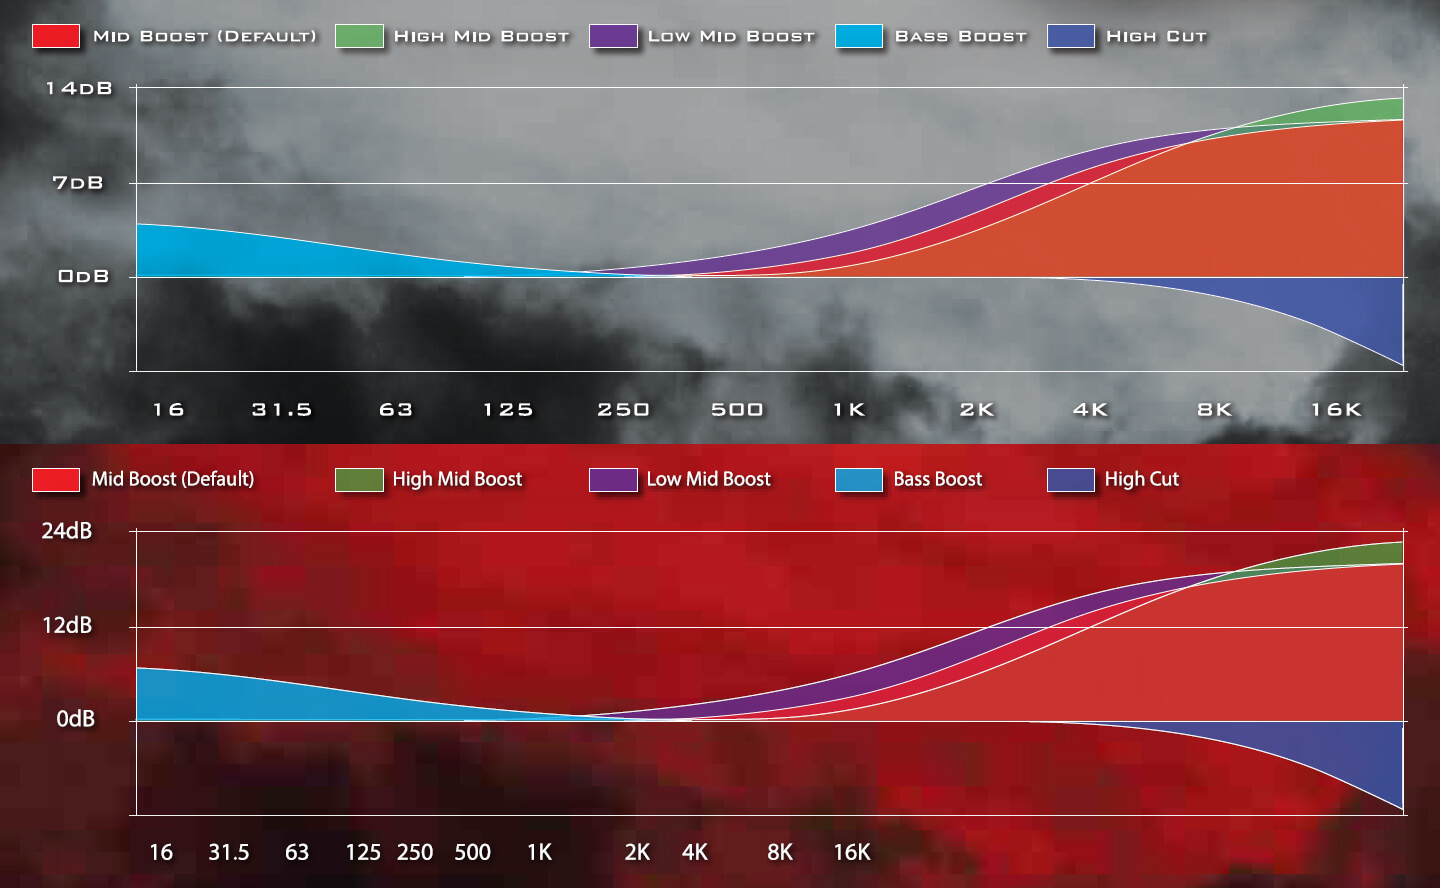 Mid Boost (Default) High Mid Boost Low Mid Boost Bass Boost High Cut
14dB
7dB
0dB
16 31.5 63 125 250 500 1K 2K 4K 8K 16K
Mid Boost (Default) High Mid Boost Low Mid Boost Bass Boost High Cut
24dB
12dB
0dB
16 31.5 63 125 250 500 1K 2K 4K 8K 16K